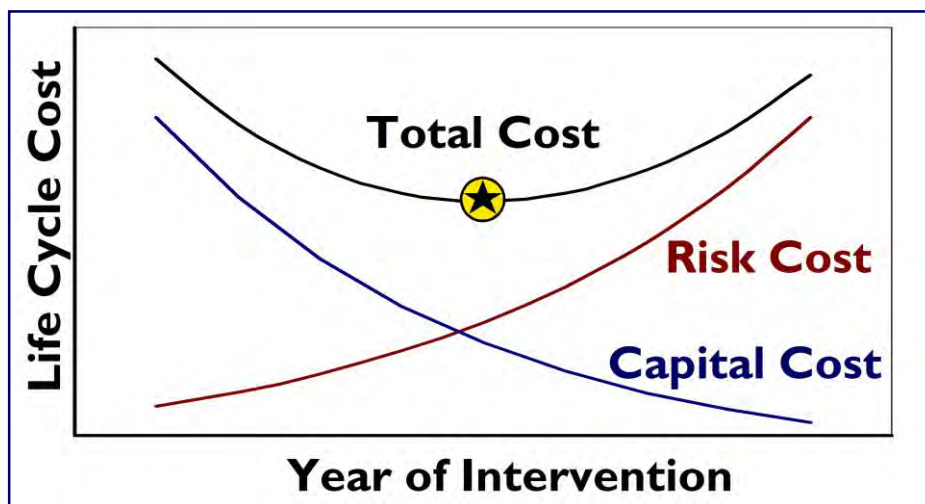 Total Cost
Life Cycle Cost
Risk Cost
Capital Cost
Year of Intervention